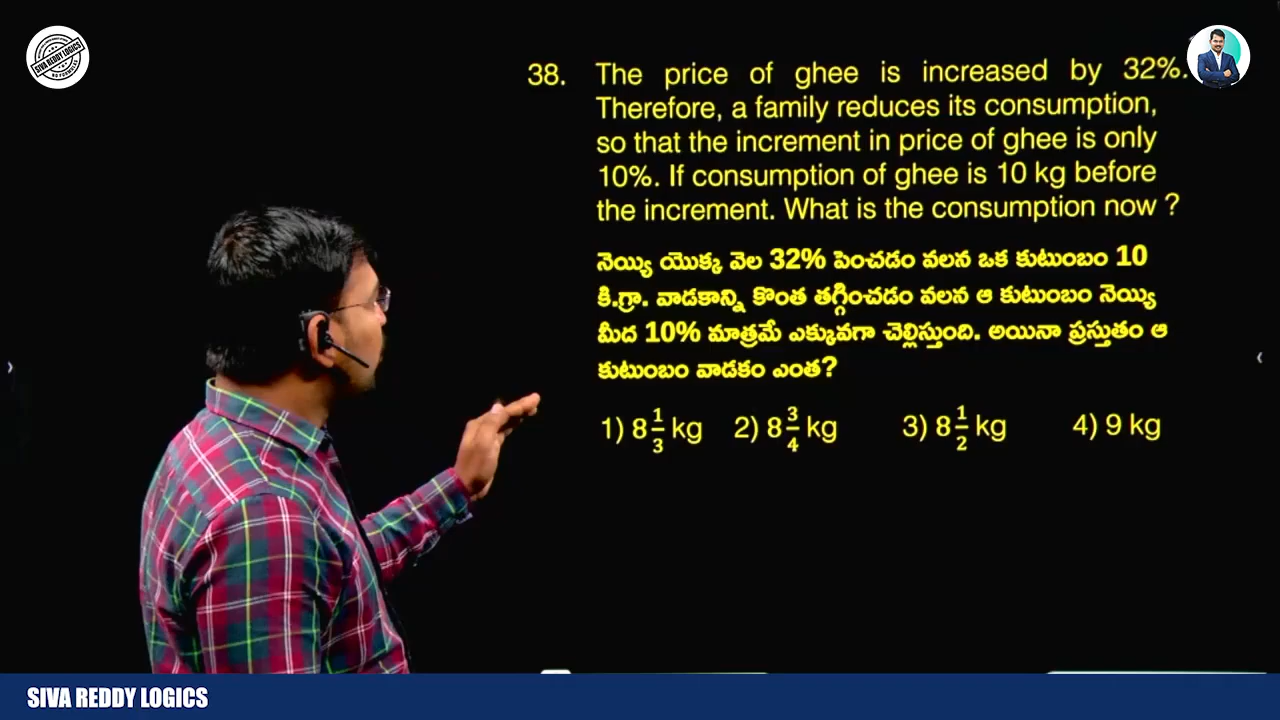 SIVA REDDY LOGICS
38. The price of ghee is increased by 32%.
Therefore, a family reduces its consumption,
so that the increment in price of ghee is only
10%. If consumption of ghee is 10 kg before
the increment. What is the consumption now ?
నెయ్యి యొక్క వెల 32% పెంచడం వలన ఒక కుటుంబం 10
కి.గ్రా. వాడకాన్ని కొంత తగ్గించడం వలన ఆ కుటుంబం నెయ్యి
మీద 10% మాత్రమే ఎక్కువగా చెల్లిస్తుంది. అయినా ప్రస్తుతం ఆ
కుటుంబం వాడకం ఎంత?
1) 8 1/3 kg 2) 8 3/4 kg 3) 8 1/2 kg 4) 9 kg
SIVA REDDY LOGICS